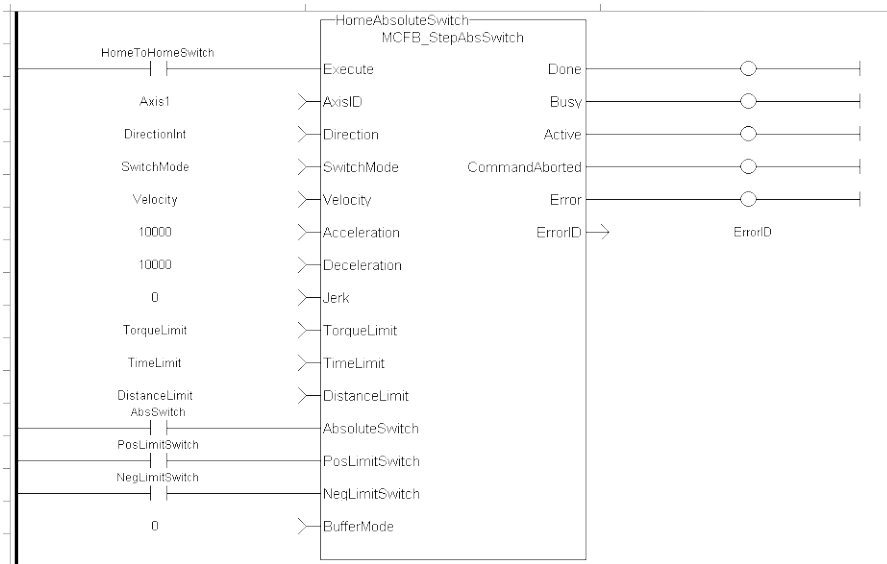 HomeAbsoluteSwitch
MCFB_StepAbsSwitch
HomeToHomeSwitch
Execute Done
Axis1 AxisID Busy
DirectionInt Direction Active
SwitchMode SwitchMode CommandAborted
Velocity Velocity Error
10000 Acceleration ErrorID ErrorID
10000 Deceleration
0 Jerk
TorqueLimit TorqueLimit
TimeLimit TimeLimit
DistanceLimit DistanceLimit
AbsSwitch
AbsoluteSwitch
PosLimitSwitch
PosLimitSwitch
NegLimitSwitch
NegLimitSwitch
0 BufferMode